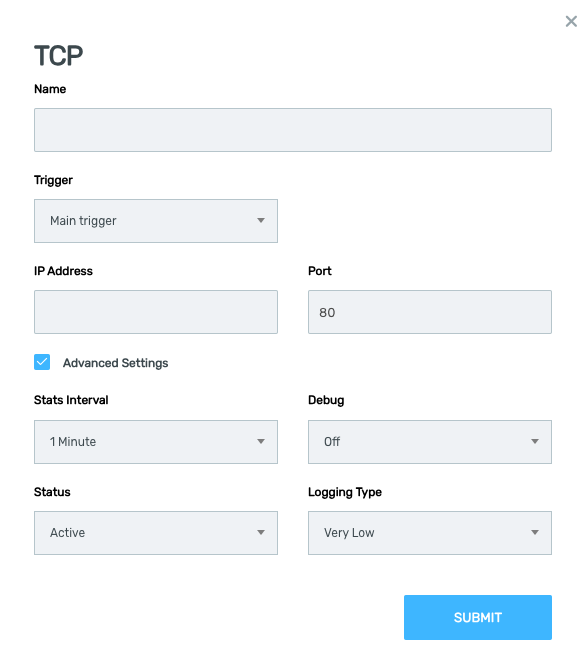 TCP
Name
Trigger
Main trigger
IP Address
Port
80
Advanced Settings
Stats Interval
Debug
1 Minute
Off
Status
Logging Type
Active
Very Low
SUBMIT